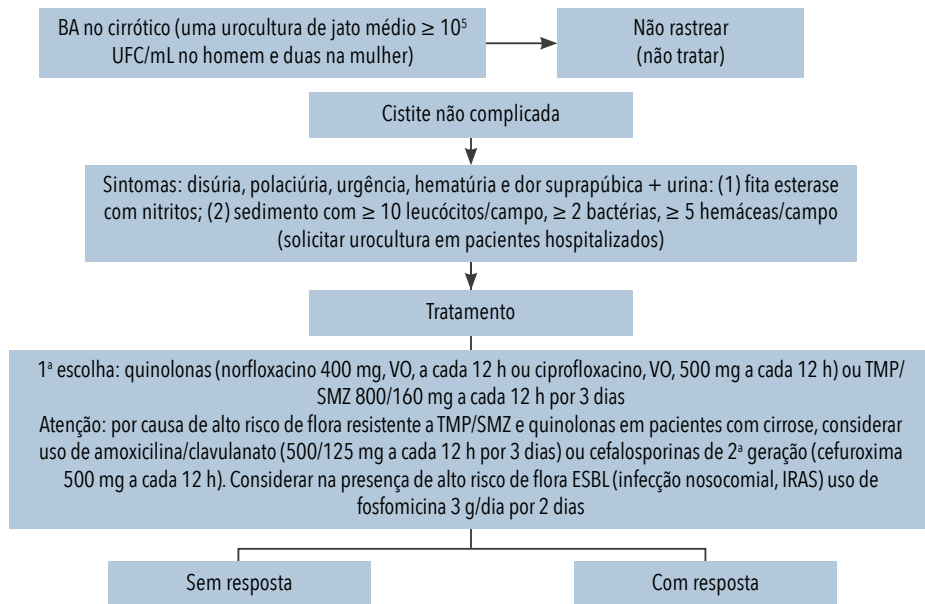 BA no cirrótico (uma urocultura de jato médio ≥ 10⁵
UFC/mL no homem e duas na mulher)
Não rastrear
(não tratar)
Cistite não complicada
Sintomas: disúria, polaciúria, urgência, hematúria e dor suprapúbica + urina: (1) fita esterase
com nitritos; (2) sedimento com ≥ 10 leucócitos/campo, ≥ 2 bactérias, ≥ 5 hemáceas/campo
(solicitar urocultura em pacientes hospitalizados)
Tratamento
1ª escolha: quinolonas (norfloxacino 400 mg, VO, a cada 12 h ou ciprofloxacino, VO, 500 mg a cada 12 h) ou TMP/
SMZ 800/160 mg a cada 12 h por 3 dias
Atenção: por causa de alto risco de flora resistente a TMP/SMZ e quinolonas em pacientes com cirrose, considerar
uso de amoxicilina/clavulanato (500/125 mg a cada 12 h por 3 dias) ou cefalosporinas de 2ª geração (cefuroxima
500 mg a cada 12 h). Considerar na presença de alto risco de flora ESBL (infecção nosocomial, IRAS) uso de
fosfomicina 3 g/dia por 2 dias
Sem resposta
Com resposta